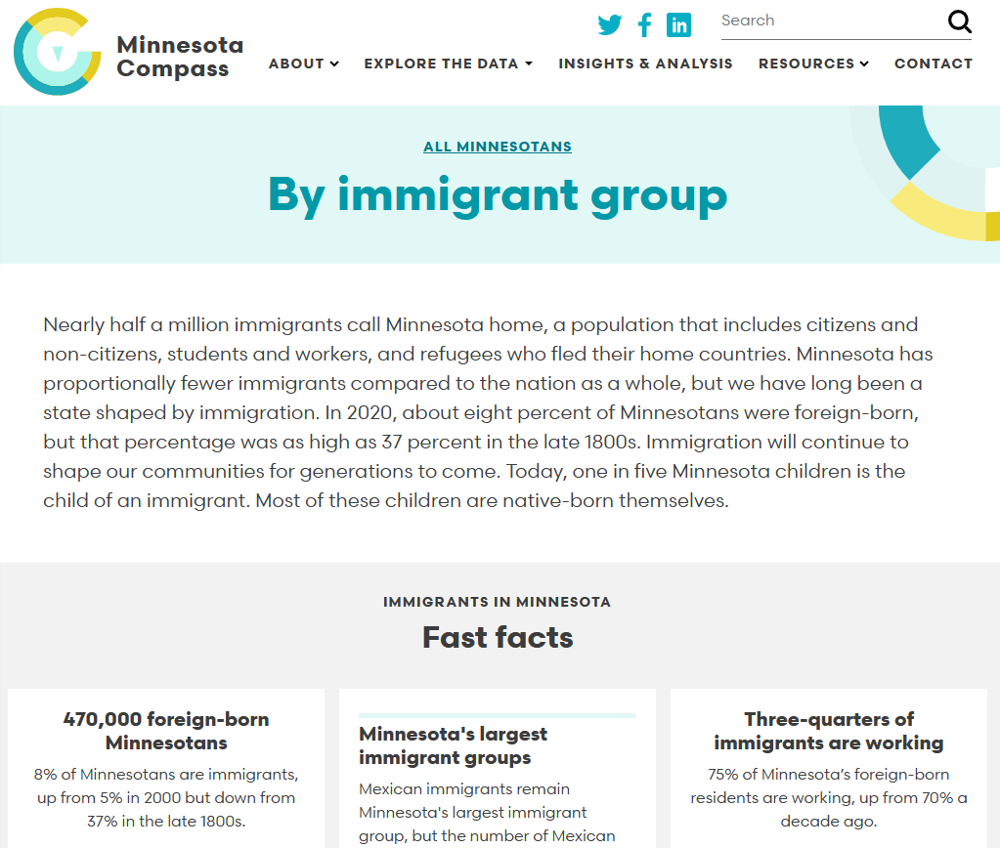 Minnesota
Compass
Search
ABOUT
EXPLORE THE DATA
INSIGHTS & ANALYSIS
RESOURCES
CONTACT
ALL MINNESOTANS
By immigrant group
Nearly half a million immigrants call Minnesota home, a population that includes citizens and
non-citizens, students and workers, and refugees who fled their home countries. Minnesota has
proportionally fewer immigrants compared to the nation as a whole, but we have long been a
state shaped by immigration. In 2020, about eight percent of Minnesotans were foreign-born,
but that percentage was as high as 37 percent in the late 1800s. Immigration will continue to
shape our communities for generations to come. Today, one in five Minnesota children is the
child of an immigrant. Most of these children are native-born themselves.
IMMIGRANTS IN MINNESOTA
Fast facts
470,000 foreign-born
Minnesotans
8% of Minnesotans are immigrants,
up from 5% in 2000 but down from
37% in the late 1800s.
Minnesota's largest
immigrant groups
Mexican immigrants remain
Minnesota's largest immigrant
group, but the number of Mexican
Three-quarters of
immigrants are working
75% of Minnesota’s foreign-born
residents are working, up from 70% a
decade ago.